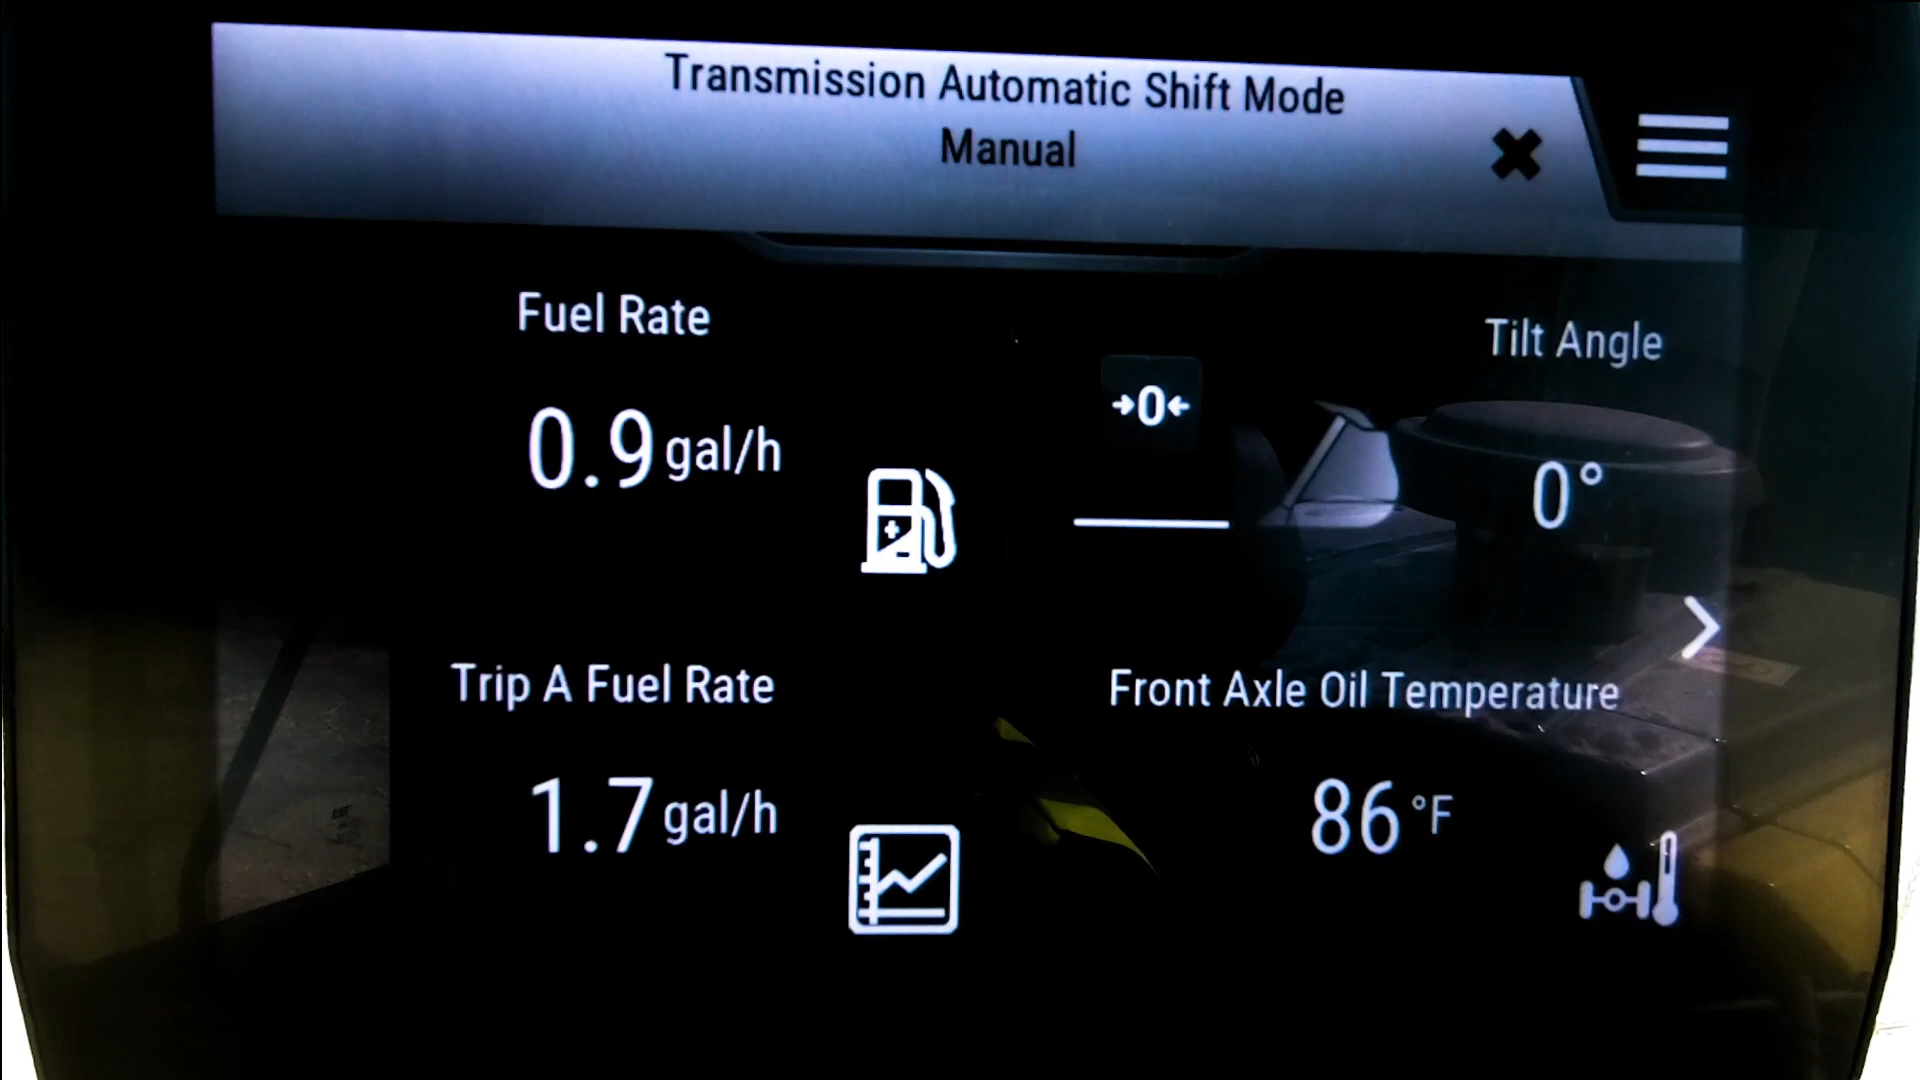 Transmission Automatic Shift Mode
Manual
Fuel Rate
0.9 gal/h
Tilt Angle
→0←
0°
Trip A Fuel Rate
1.7 gal/h
Front Axle Oil Temperature
86 °F